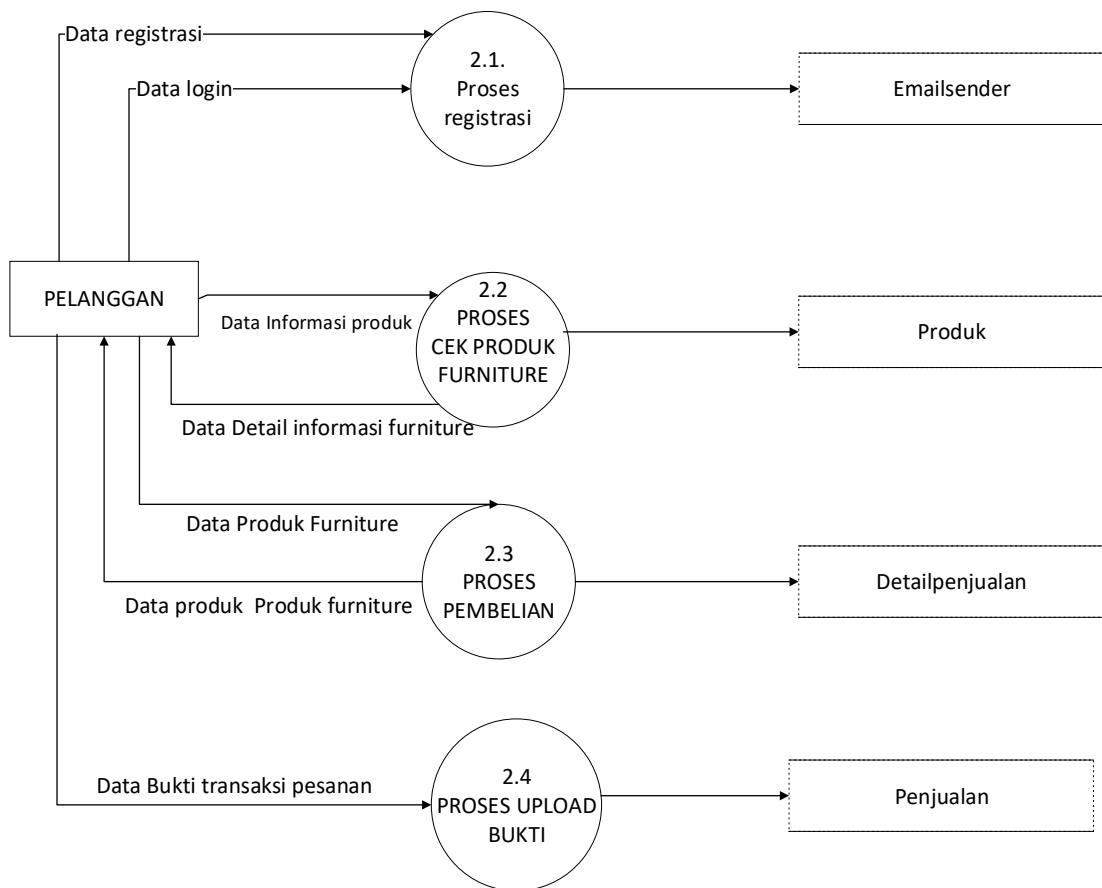 Data registrasi
2.1.
Proses
registrasi
Emailsender
Data login
PELANGGAN
Data Informasi produk
2.2
PROSES
CEK PRODUK
FURNITURE
Produk
Data Detail informasi furniture
Data Produk Furniture
2.3
PROSES
PEMBELIAN
Detailpenjualan
Data produk  Produk furniture
Data Bukti transaksi pesanan
2.4
PROSES UPLOAD
BUKTI
Penjualan